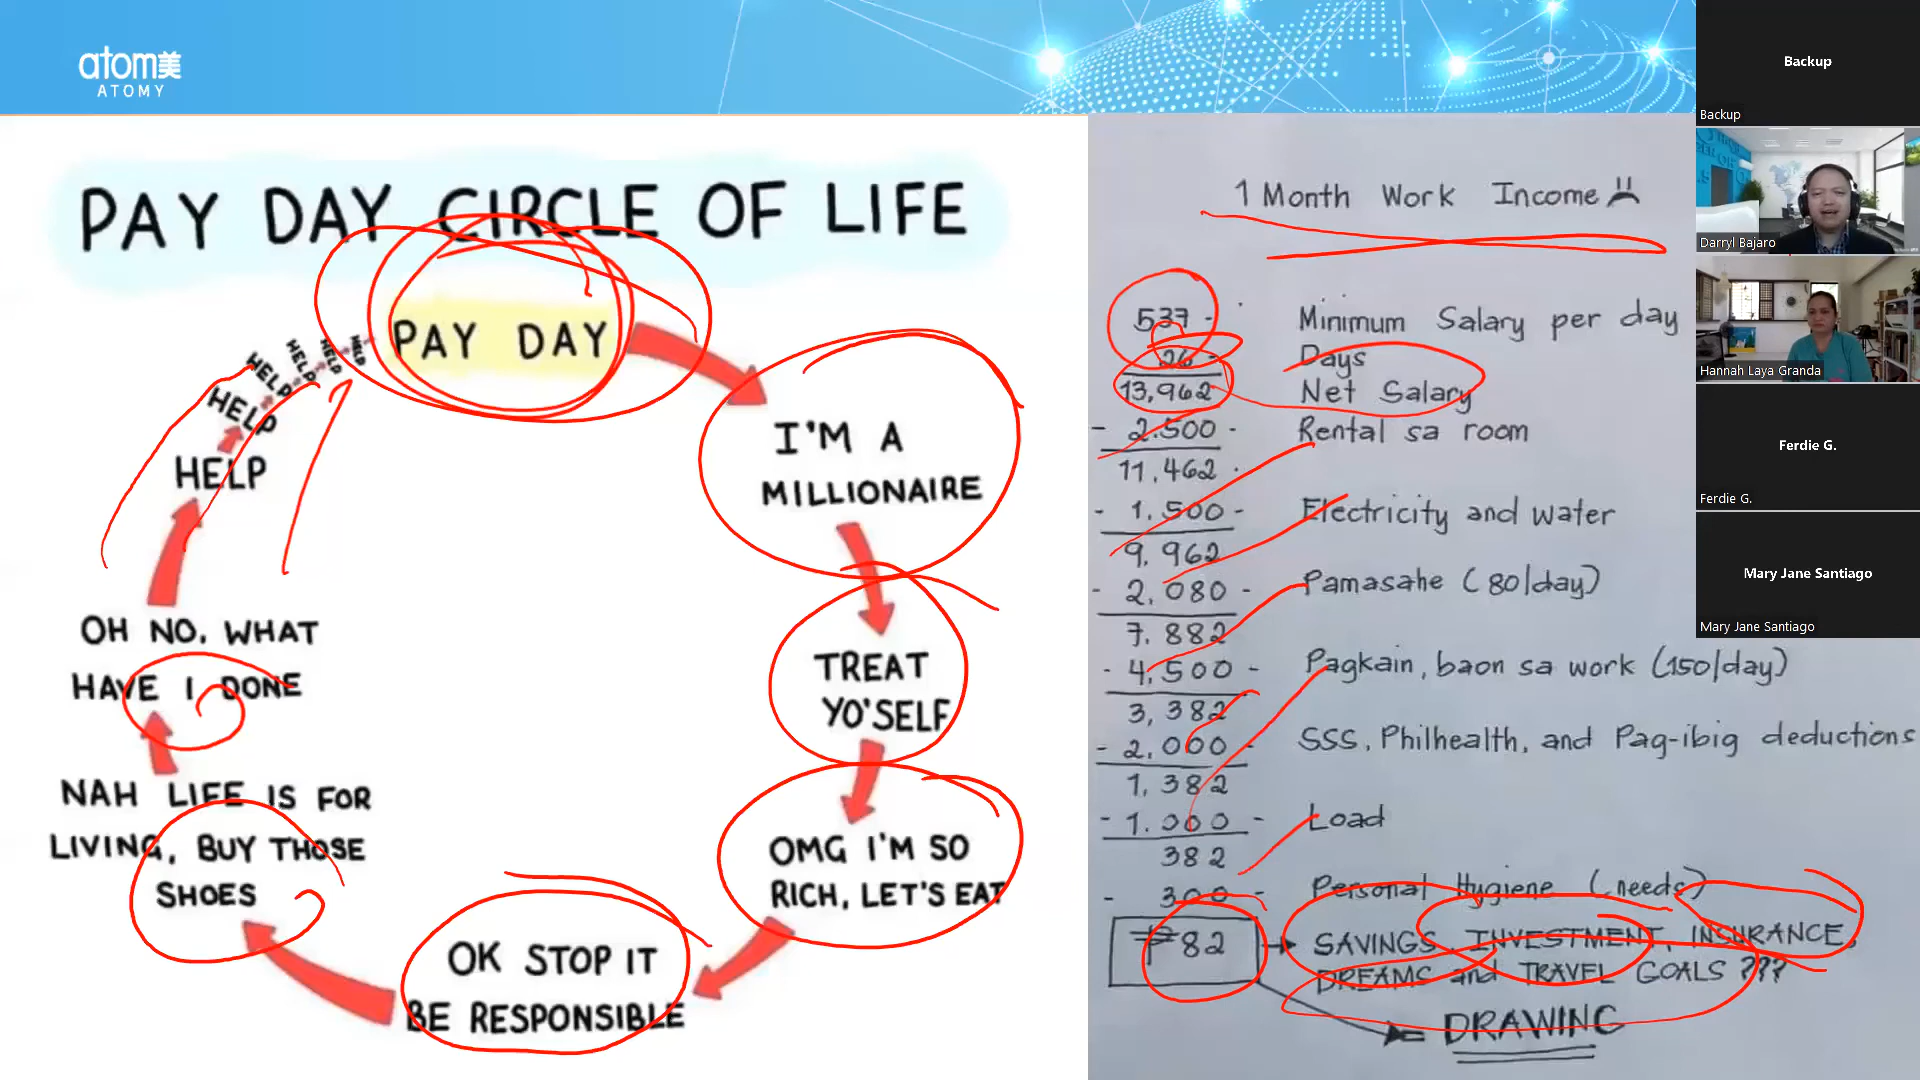 atom美
ATOMY
PAY DAY CIRCLE OF LIFE
PAY DAY
I'M A
MILLIONAIRE
TREAT
YO'SELF
OMG I'M SO
RICH, LET'S EAT
OK STOP IT
BE RESPONSIBLE
NAH LIFE IS FOR
LIVING, BUY THOSE
SHOES
OH NO, WHAT
HAVE I DONE
HELP
HELP
HELP
HELP
HELP
HELP
1 Month Work Income
537 - Minimum Salary per day
26 - Days
13,962 Net Salary
- 2.500 - Rental sa room
11,462
- 1,500 - Electricity and water
9,962
- 2,080 - Pamasahe (80/day)
7,882
- 4,500 - Pagkain, baon sa work (150/day)
3,382
- 2,000 - SSS, Philhealth, and Pag-ibig deductions
1,382
- 1,000 - Load
382
- 300 - Personal Hygiene (needs)
₱82 → SAVINGS, INVESTMENT, INSURANCE,
DREAMS and TRAVEL GOALS ???
DRAWING
Backup
Backup
Darryl Bajaro
Hannah Laya Granda
Ferdie G.
Ferdie G.
Mary Jane Santiago
Mary Jane Santiago